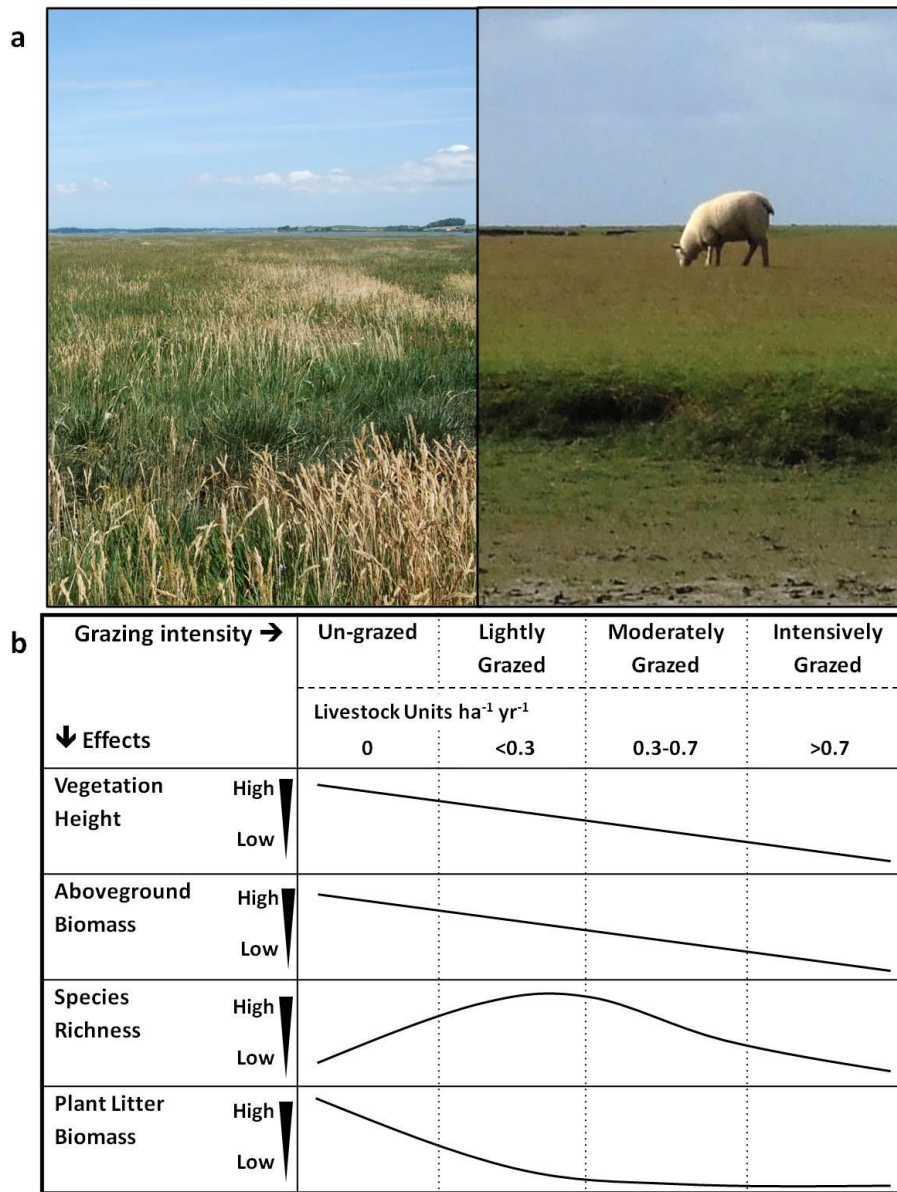 a
b
Grazing intensity → Un-grazed Lightly Grazed Moderately Grazed Intensively Grazed
Livestock Units ha⁻¹ yr⁻¹
↓ Effects 0 <0.3 0.3-0.7 >0.7
Vegetation Height High Low
Aboveground Biomass High Low
Species Richness High Low
Plant Litter Biomass High Low